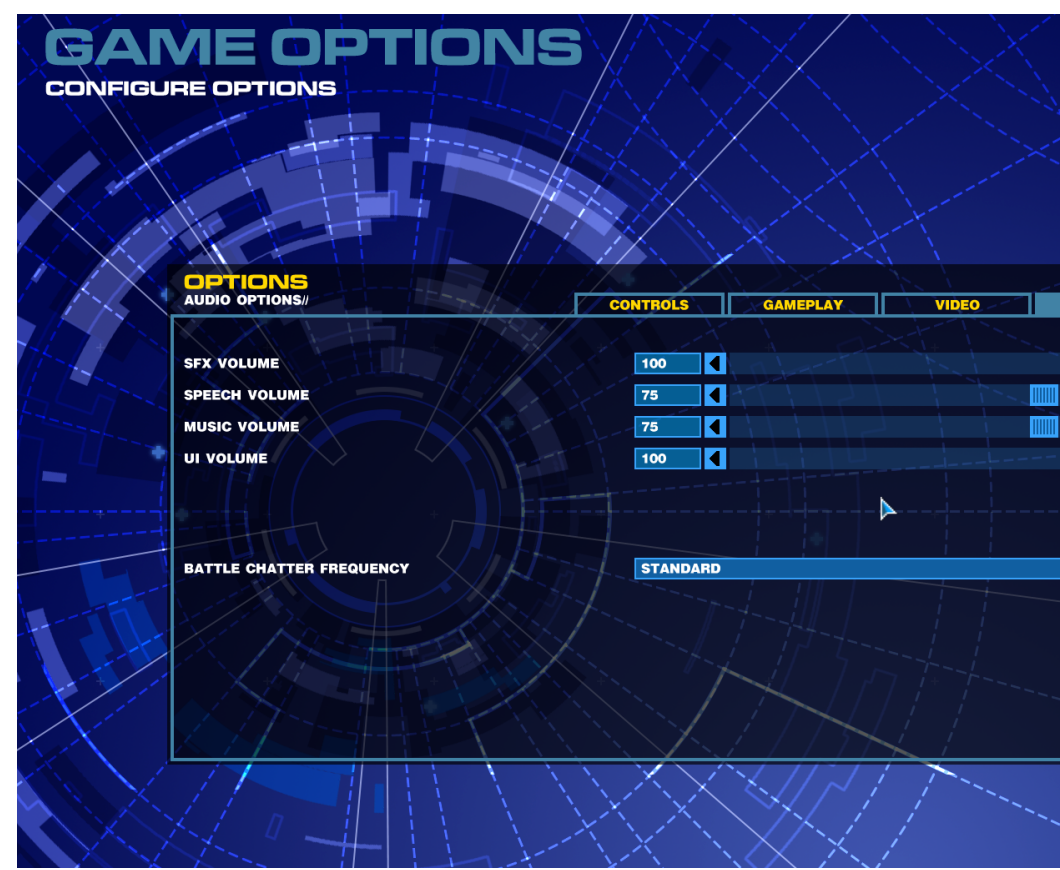 GAME OPTIONS
CONFIGURE OPTIONS
OPTIONS
AUDIO OPTIONS//
CONTROLS GAMEPLAY VIDEO
SFX VOLUME 100
SPEECH VOLUME 75
MUSIC VOLUME 75
UI VOLUME 100
BATTLE CHATTER FREQUENCY STANDARD